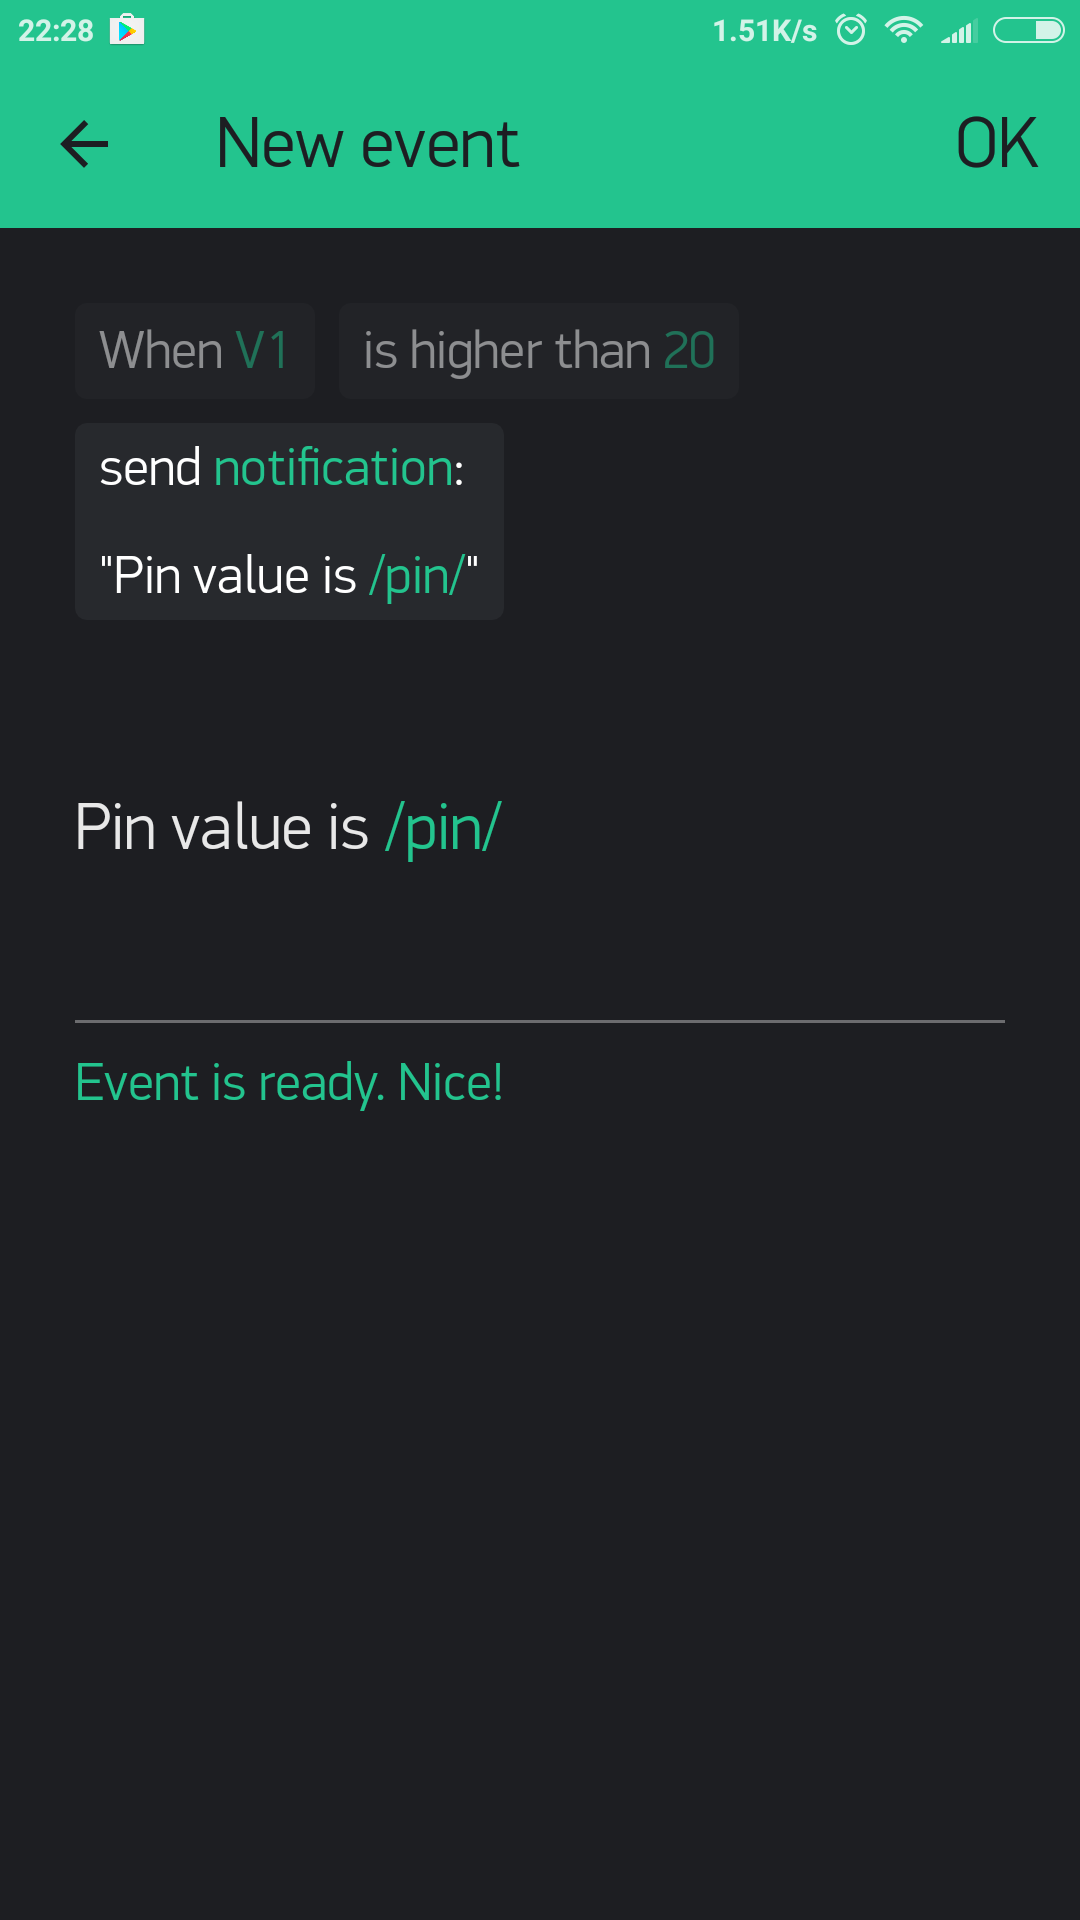 22:28 1.51K/s
New event OK
When V1 is higher than 20
send notification:
"Pin value is /pin/"
Pin value is /pin/
Event is ready. Nice!